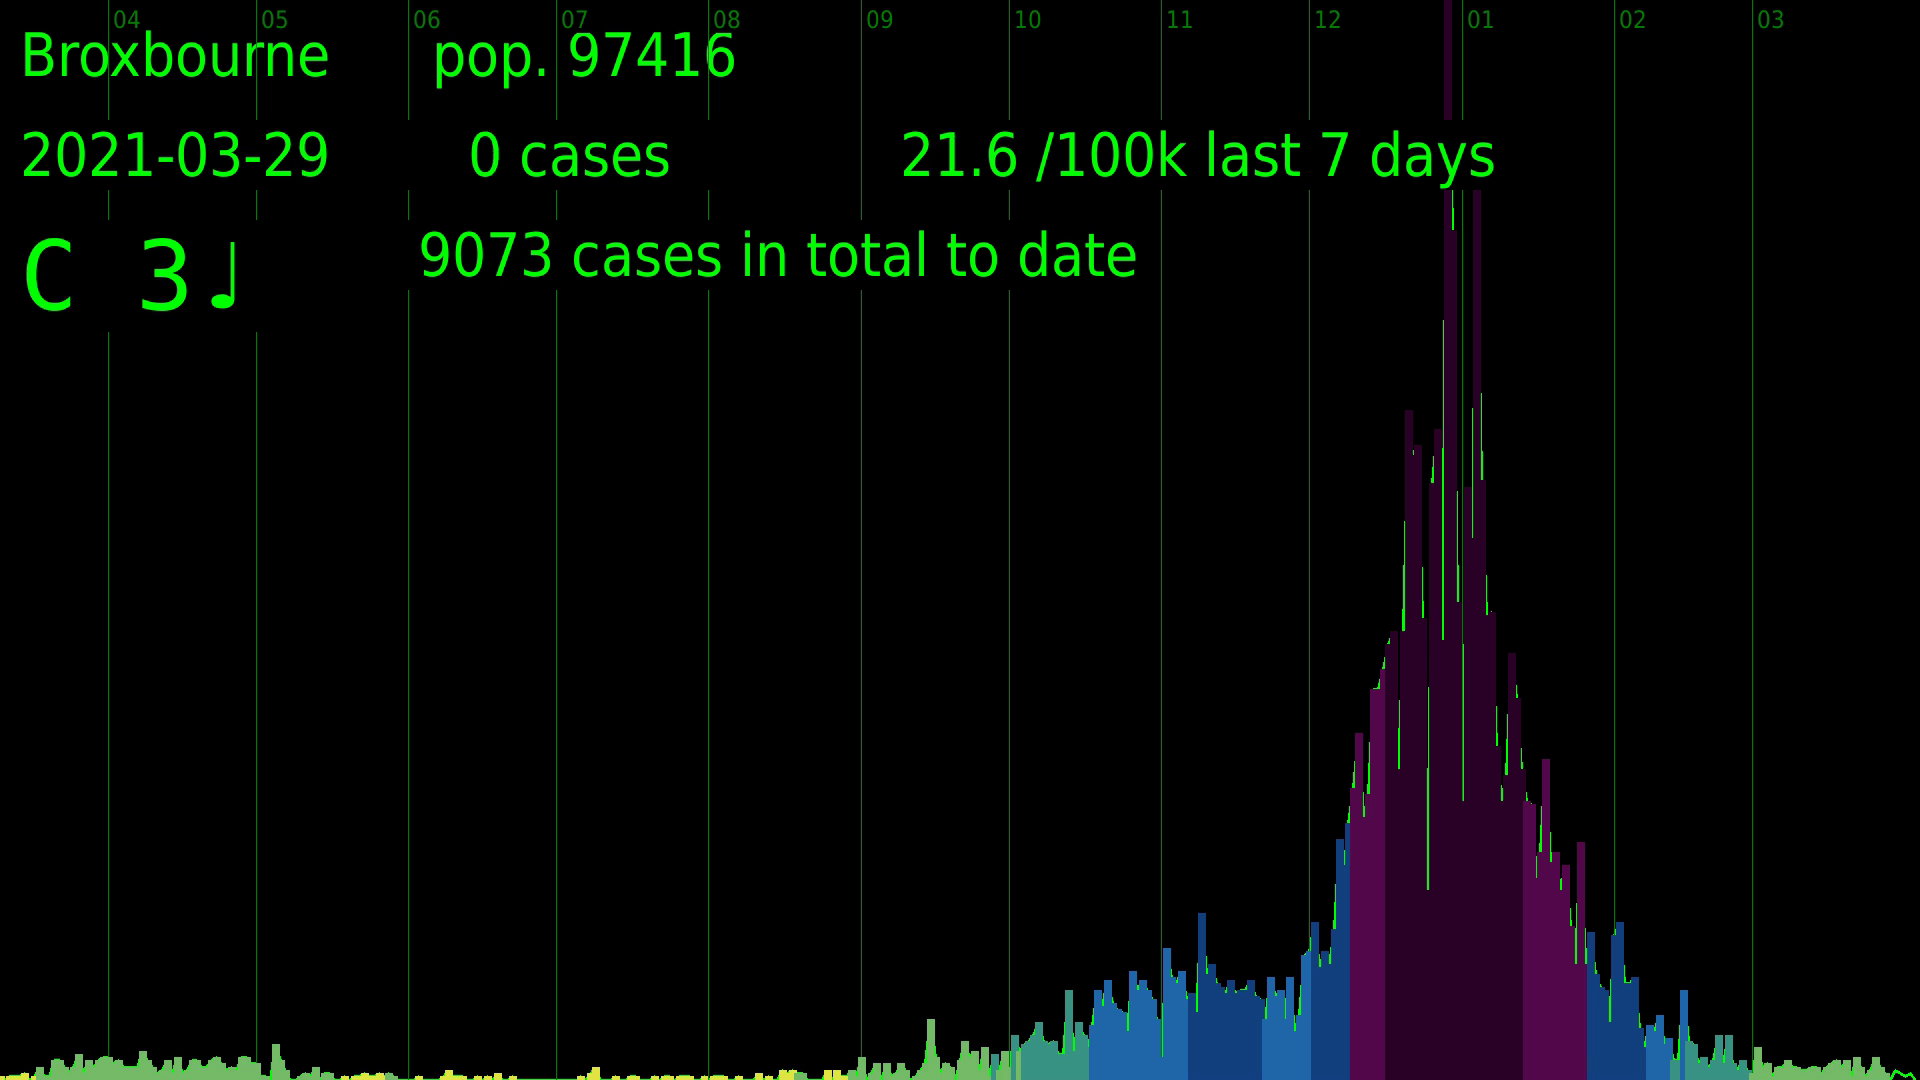 04 05 06 07 08 09 10 11 12 01 02 03
Broxbourne pop. 97416
2021-03-29 0 cases 21.6 /100k last 7 days
C 3♩ 9073 cases in total to date